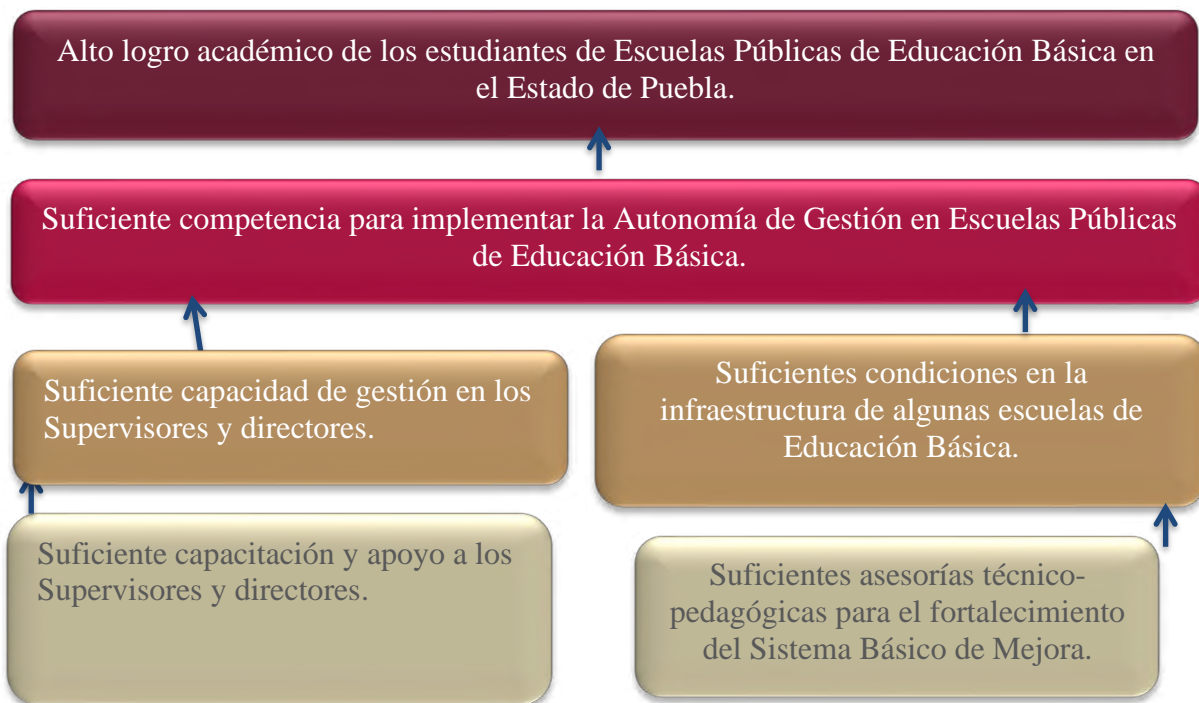 Alto logro académico de los estudiantes de Escuelas Públicas de Educación Básica en
el Estado de Puebla.
Suficiente competencia para implementar la Autonomía de Gestión en Escuelas Públicas
de Educación Básica.
Suficiente capacidad de gestión en los
Supervisores y directores.
Suficientes condiciones en la
infraestructura de algunas escuelas de
Educación Básica.
Suficiente capacitación y apoyo a los
Supervisores y directores.
Suficientes asesorías técnico-
pedagógicas para el fortalecimiento
del Sistema Básico de Mejora.